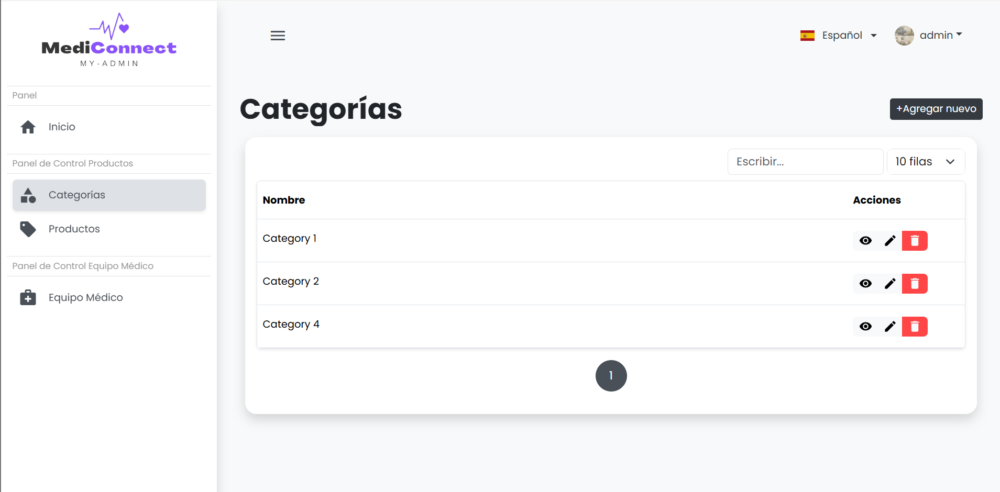 MediConnect
MY-ADMIN
Panel
Inicio
Panel de Control Productos
Categorías
Productos
Panel de Control Equipo Médico
Equipo Médico
Español
admin
Categorías
+Agregar nuevo
Escribir...
10 filas
Nombre
Acciones
Category 1
Category 2
Category 4
1